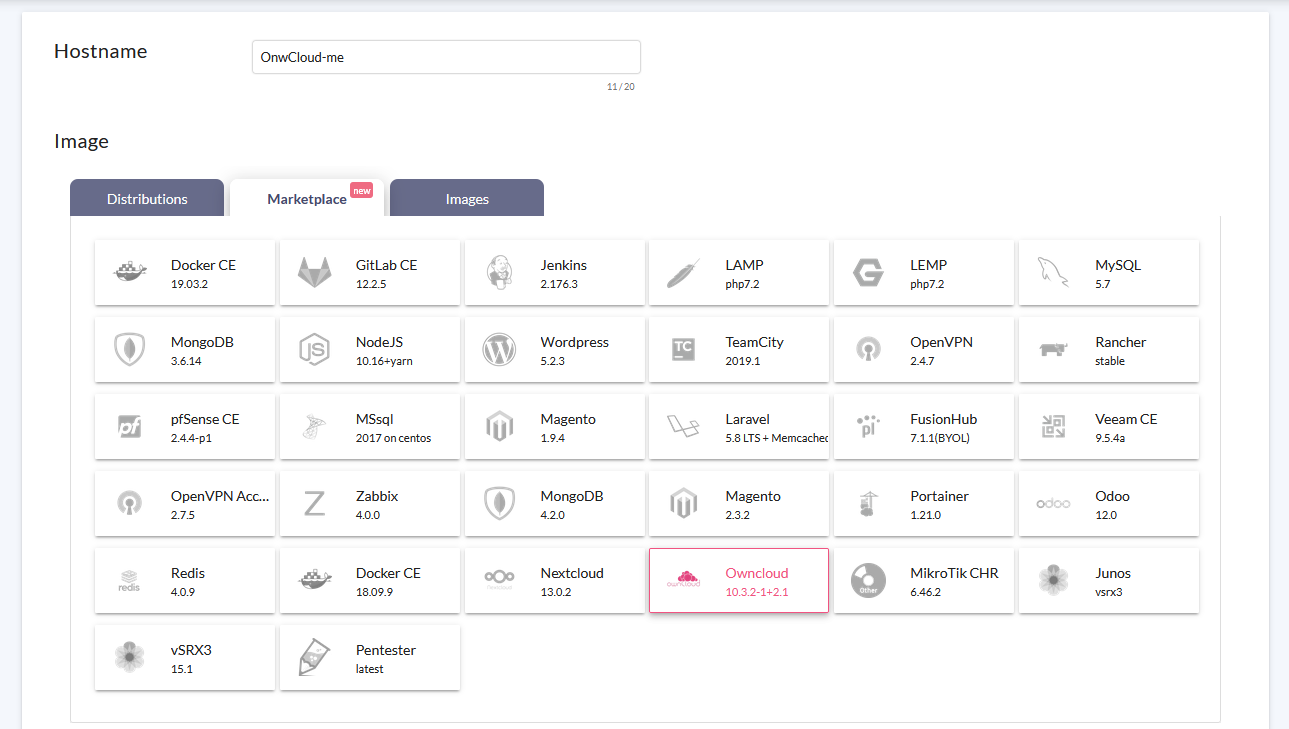 Hostname
OnwCloud-me
11 / 20
Image
Distributions
Marketplace
new
Images
Docker CE
19.03.2
GitLab CE
12.2.5
Jenkins
2.176.3
LAMP
php7.2
LEMP
php7.2
MySQL
5.7
MongoDB
3.6.14
JS
NodeJS
10.16+yarn
Wordpress
5.2.3
TC
TeamCity
2019.1
OpenVPN
2.4.7
Rancher
stable
pf
pfSense CE
2.4.4-p1
MSsql
2017 on centos
Magento
1.9.4
Laravel
5.8 LTS + Memcached
pl
FusionHub
7.1.1(BYOL)
Veeam CE
9.5.4a
OpenVPN Acc...
2.7.5
Z
Zabbix
4.0.0
MongoDB
4.2.0
Magento
2.3.2
Portainer
1.21.0
odoo
Odoo
12.0
redis
Redis
4.0.9
Docker CE
18.09.9
Nextcloud
13.0.2
ownCloud
Owncloud
10.3.2-1+2.1
Other
MikroTik CHR
6.46.2
Junos
vsrx3
vSRX3
15.1
Pentester
latest